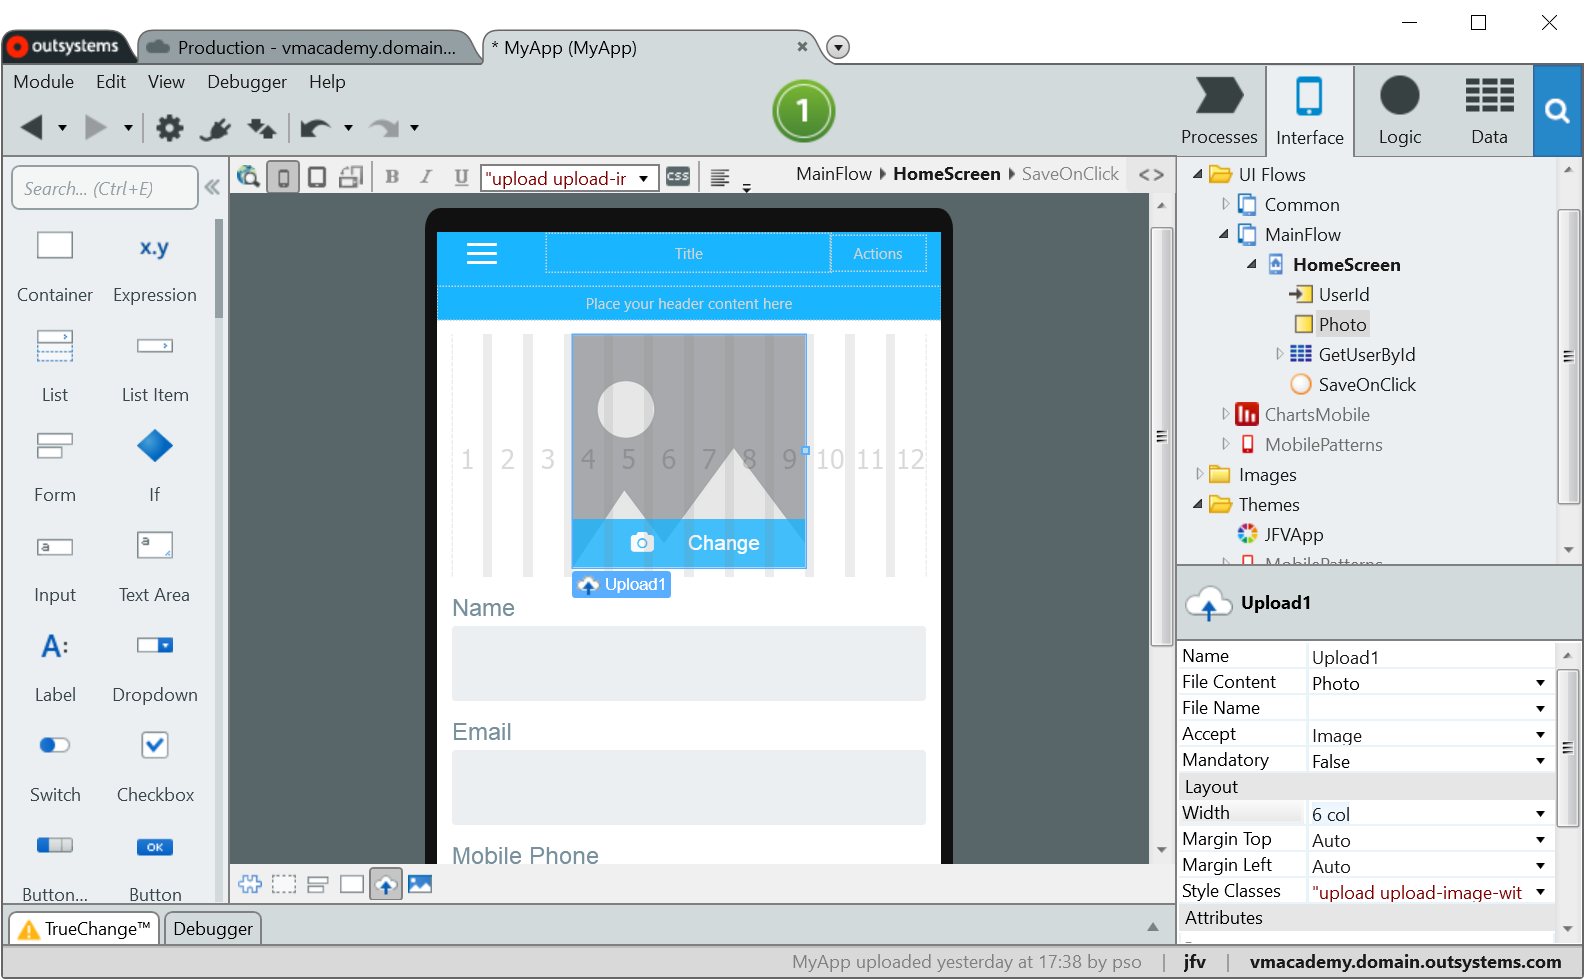 outsystems
Production - vmacademy.domain...
* MyApp (MyApp)
Module Edit View Debugger Help
1
Processes Interface Logic Data
Search... (Ctrl+E)
B I U
"upload upload-ir
css
MainFlow HomeScreen SaveOnClick
Container Expression
x.y
List List Item
Form If
Input Text Area
a a
Label Dropdown
A:
Switch Checkbox
Button... Button
OK
Title Actions
Place your header content here
1 2 3 4 5 6 7 8 9 10 11 12
Change
Upload1
Name
Email
Mobile Phone
UI Flows
Common
MainFlow
HomeScreen
UserId
Photo
GetUserById
SaveOnClick
ChartsMobile
MobilePatterns
Images
Themes
JFVApp
MobilePatterns
Upload1
Name Upload1
File Content Photo
File Name
Accept Image
Mandatory False
Layout
Width 6 col
Margin Top Auto
Margin Left Auto
Style Classes "upload upload-image-wit
Attributes
TrueChange™ Debugger
MyApp uploaded yesterday at 17:38 by pso | jfv | vmacademy.domain.outsystems.com